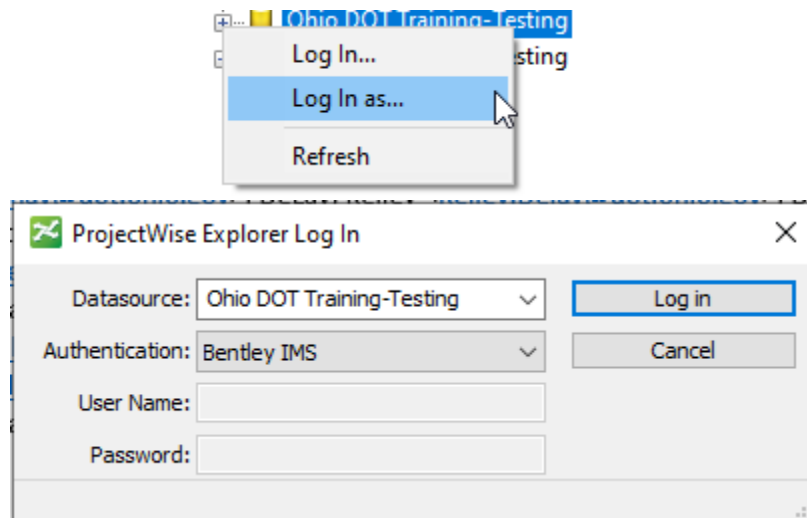 Ohio DOT Training-Testing
Log In...
sting
Log In as...
Refresh
ProjectWise Explorer Log In
Datasource: Ohio DOT Training-Testing
Log in
Authentication: Bentley IMS
Cancel
User Name:
Password: